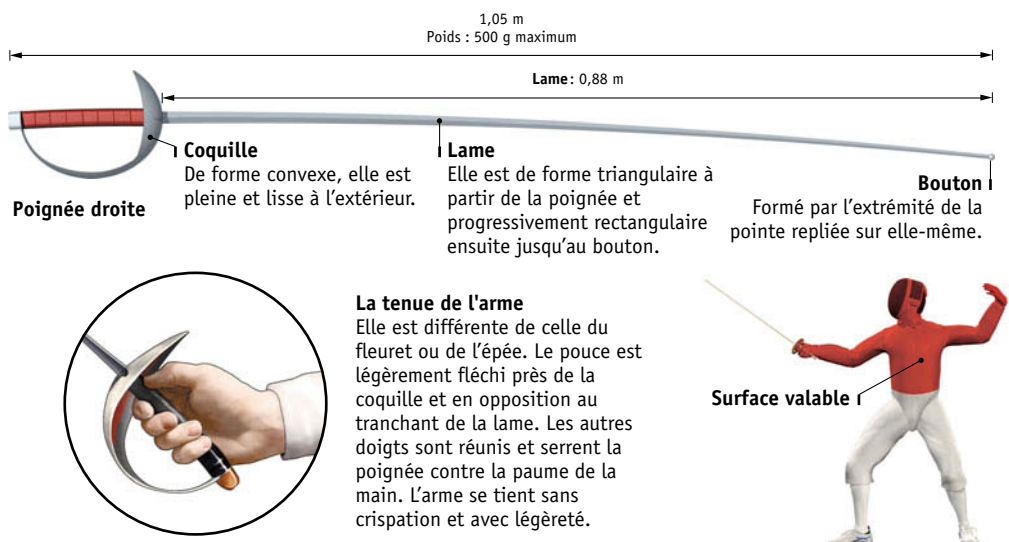 1,05 m
Poids : 500 g maximum
Lame : 0,88 m
Poignée droite
Coquille
De forme convexe, elle est
pleine et lisse à l’extérieur.
Lame
Elle est de forme triangulaire à
partir de la poignée et
progressivement rectangulaire
ensuite jusqu’au bouton.
Bouton
Formé par l’extrémité de la
pointe repliée sur elle-même.
La tenue de l'arme
Elle est différente de celle du
fleuret ou de l’épée. Le pouce est
légèrement fléchi près de la
coquille et en opposition au
tranchant de la lame. Les autres
doigts sont réunis et serrent la
poignée contre la paume de la
main. L’arme se tient sans
crispation et avec légèreté.
Surface valable